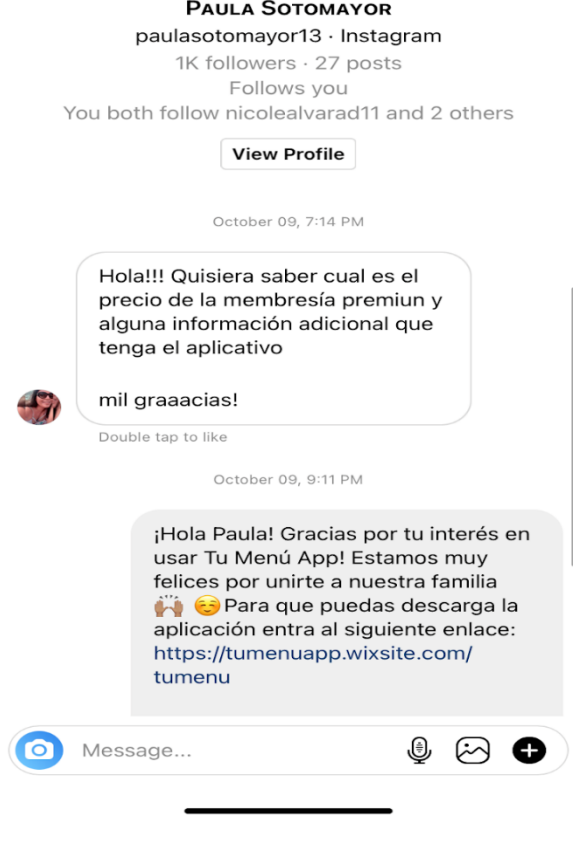 PAULA SOTOMAYOR
paulasotomayor13 · Instagram
1K followers · 27 posts
Follows you
You both follow nicolealvarad11 and 2 others
View Profile
October 09, 7:14 PM
Hola!!! Quisiera saber cual es el
precio de la membresía premiun y
alguna información adicional que
tenga el aplicativo
mil graaacias!
Double tap to like
October 09, 9:11 PM
¡Hola Paula! Gracias por tu interés en
usar Tu Menú App! Estamos muy
felices por unirte a nuestra familia
🙌🏽 ☺️Para que puedas descarga la
aplicación entra al siguiente enlace:
https://tumenuapp.wixsite.com/
tumenu
Message...